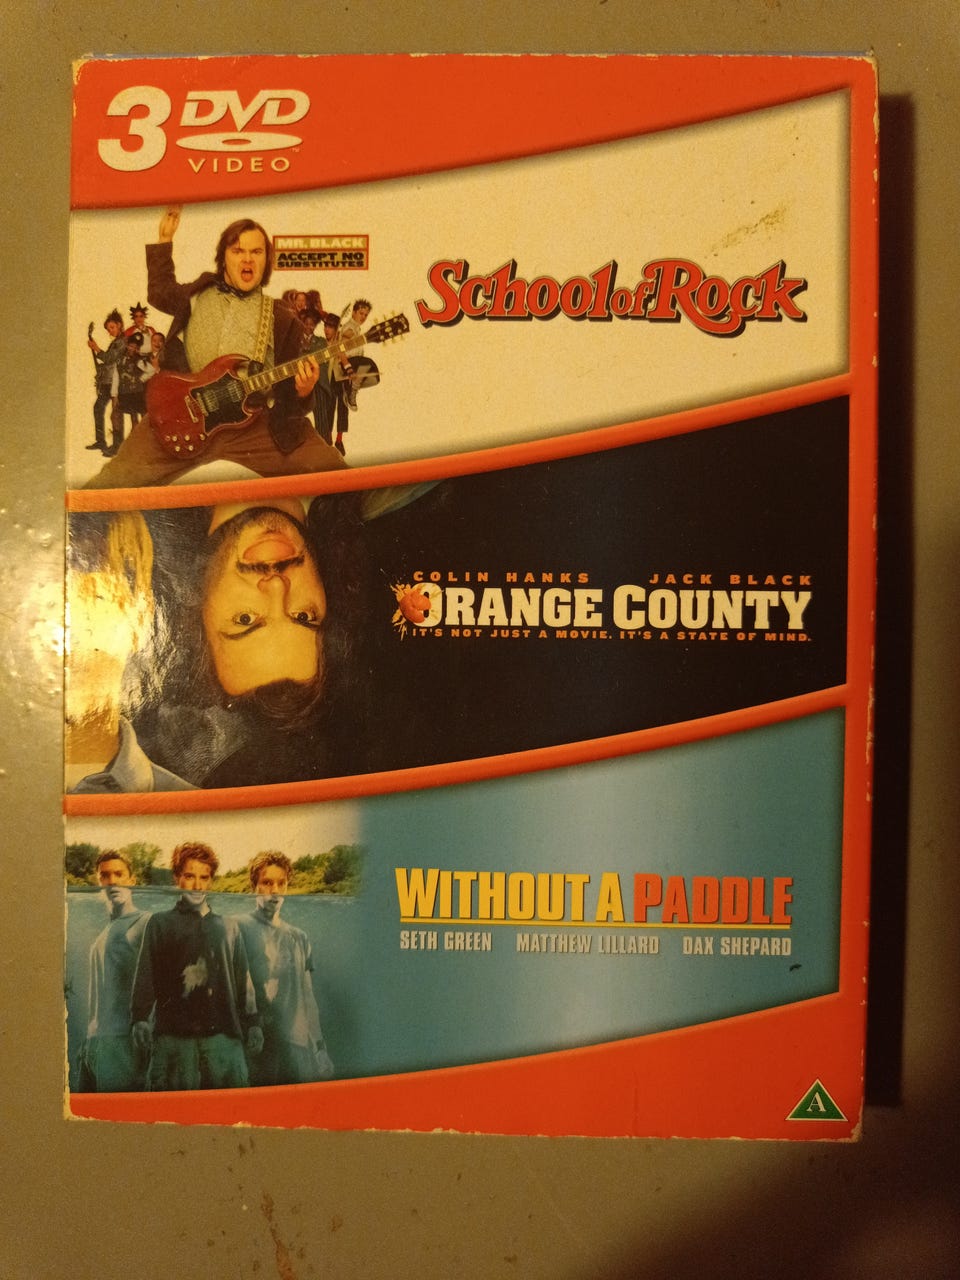 3 DVD
VIDEO™
MR. BLACK
ACCEPT NO
SUBSTITUTES
School of Rock
COLIN HANKS JACK BLACK
ORANGE COUNTY
IT'S NOT JUST A MOVIE. IT'S A STATE OF MIND.
WITHOUT A PADDLE
SETH GREEN MATTHEW LILLARD DAX SHEPARD
A